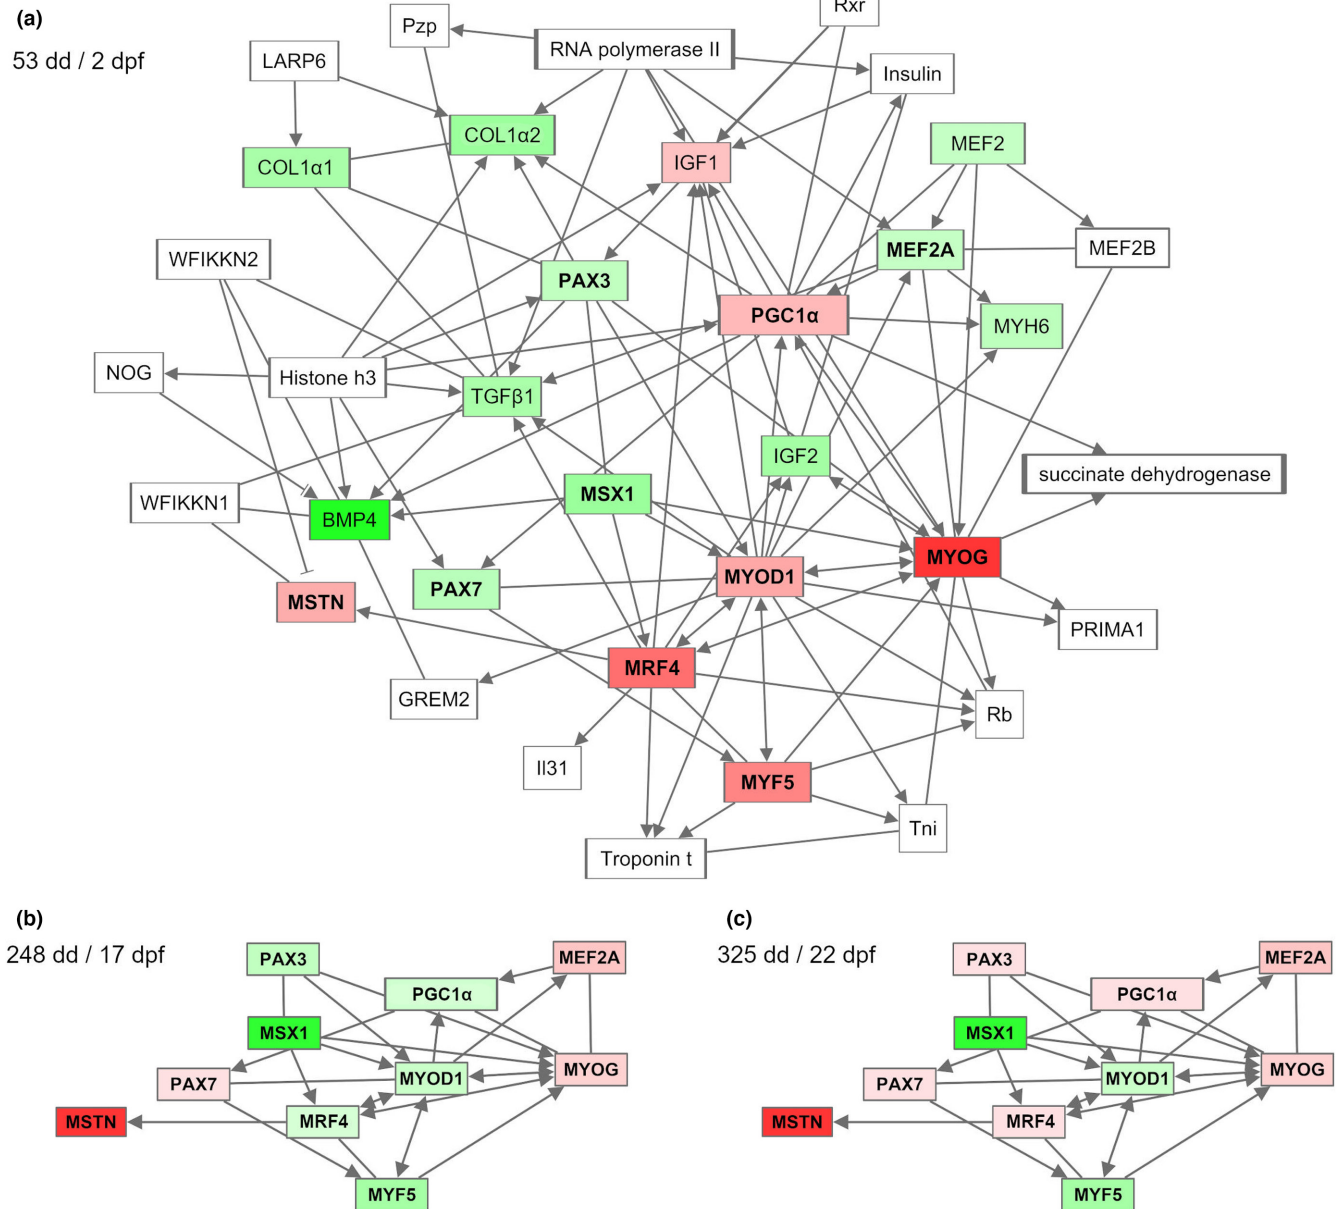 (a)
53 dd / 2 dpf
Pzp
Rxr
RNA polymerase II
LARP6
Insulin
COL1α2
MEF2
COL1α1
IGF1
WFIKKN2
MEF2A
MEF2B
PAX3
PGC1α
MYH6
NOG
Histone h3
TGFβ1
IGF2
succinate dehydrogenase
WFIKKN1
MSX1
BMP4
MYOG
MYOD1
PAX7
MSTN
PRIMA1
MRF4
GREM2
Rb
Il31
MYF5
Tni
Troponin t
(b)
248 dd / 17 dpf
PAX3
MEF2A
PGC1α
MSX1
MYOG
PAX7
MYOD1
MSTN
MRF4
MYF5
(c)
325 dd / 22 dpf
PAX3
MEF2A
PGC1α
MSX1
MYOG
PAX7
MYOD1
MSTN
MRF4
MYF5